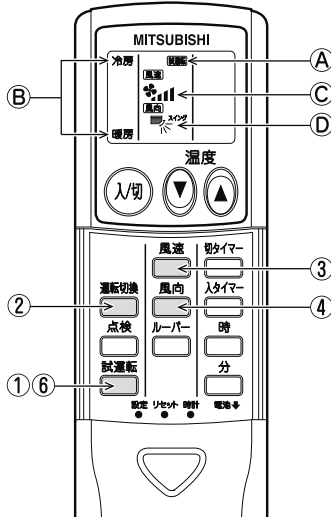 MITSUBISHI
冷房 試運転 Ⓐ
風速
Ⓑ Ⓒ
風向
スイング Ⓓ
暖房
温度
入/切 ▼ ▲
風速 切タイマー
③
運転切換 風向 入タイマー
② ④
点検 ルーバー 時
試運転 分
①⑥
設定 リセット 時計 電池